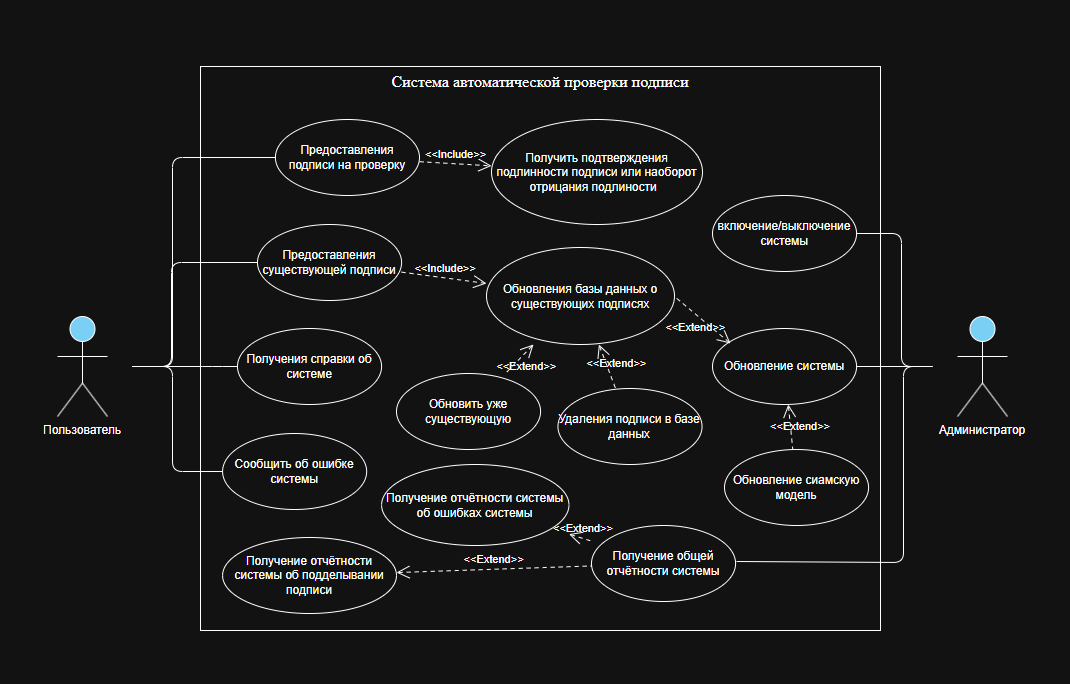 Система автоматической проверки подписи
Предоставления
подписи на проверку
<<Include>>
Получить подтверждения
подлинности подписи или наоборот
отрицания подлиности
включение/выключение
системы
Предоставления
существующей подписи
<<Include>>
Обновления базы данных о
существующих подписях
<<Extend>>
Получения справки об
системе
<<Extend>>
<<Extend>>
Обновление системы
Обновить уже
существующую
Удаления подписи в базе
данных
<<Extend>>
Пользователь
Администратор
Сообщить об ошибке
системы
Обновление сиамскую
модель
Получение отчётности системы
об ошибках системы
<<Extend>>
Получение отчётности
системы об подделывании
подписи
<<Extend>>
Получение общей
отчётности системы